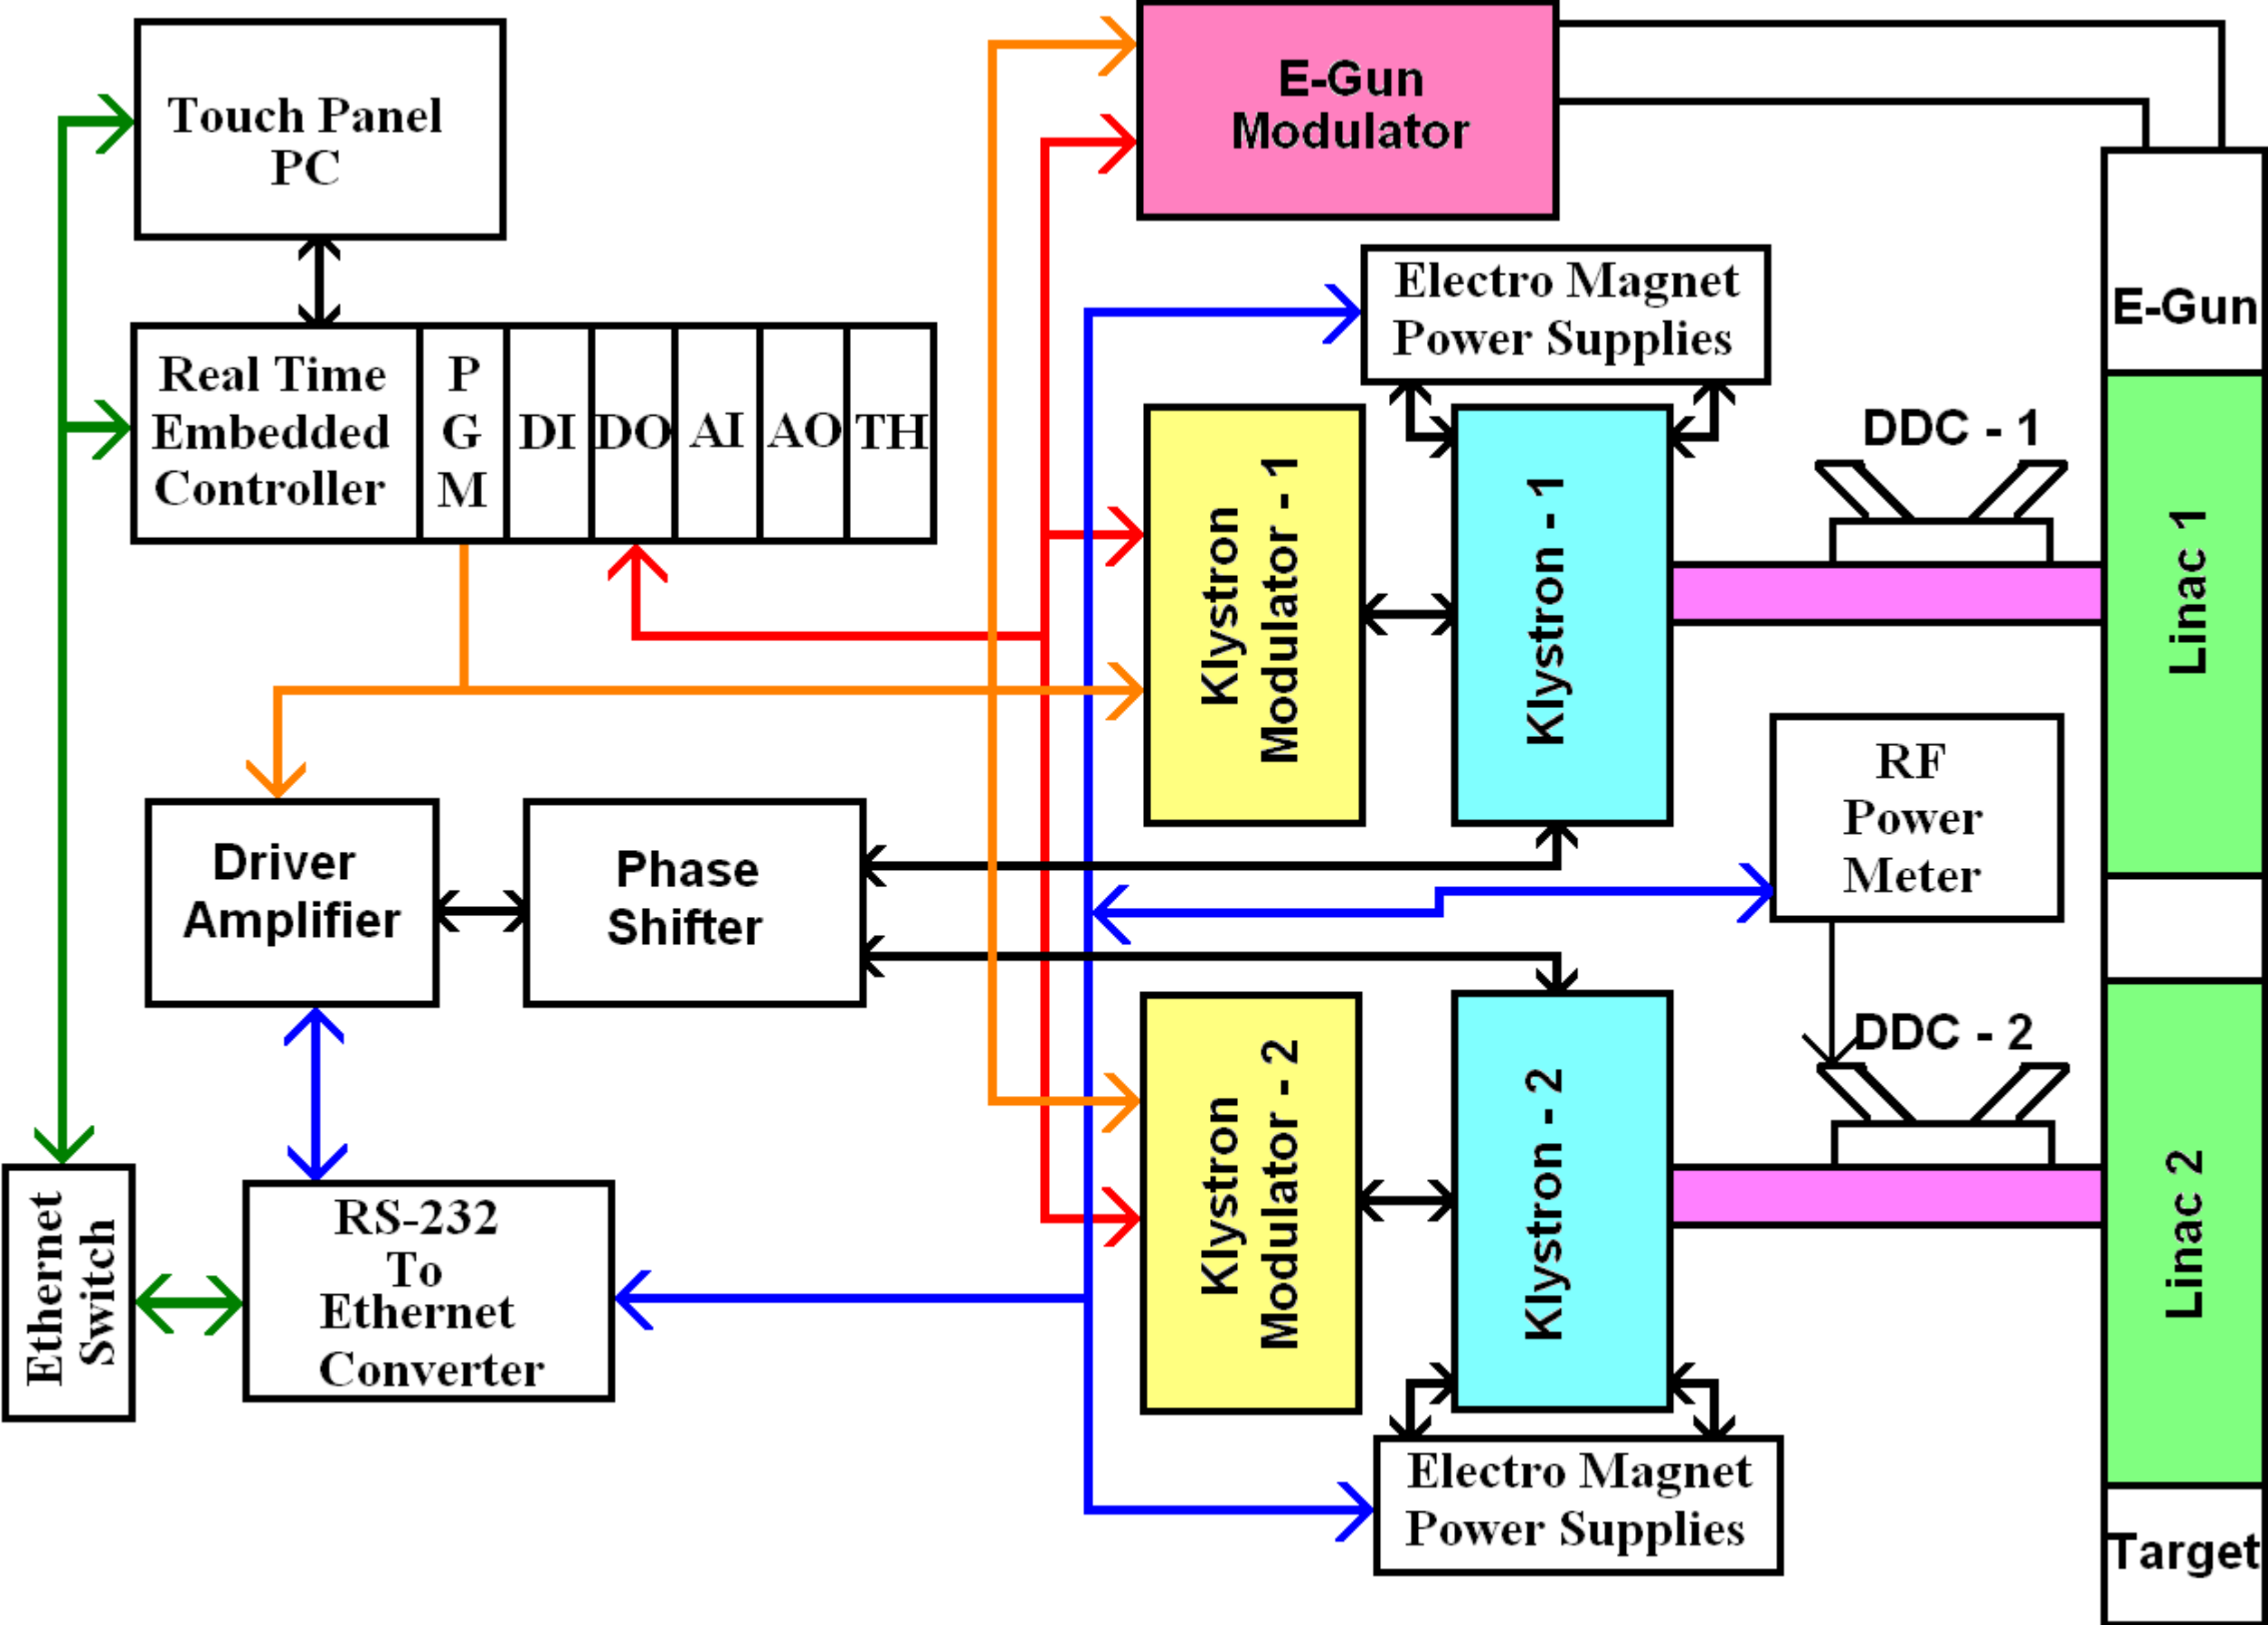 Touch Panel
PC
E-Gun
Modulator
Electro Magnet
Power Supplies
E-Gun
Real Time
Embedded
Controller
P
G
M
DI
DO
AI
AO
TH
Klystron
Modulator - 1
Klystron - 1
DDC - 1
Linac 1
RF
Power
Meter
Driver
Amplifier
Phase
Shifter
Klystron
Modulator - 2
Klystron - 2
DDC - 2
Linac 2
Ethernet
Switch
RS-232
To
Ethernet
Converter
Electro Magnet
Power Supplies
Target